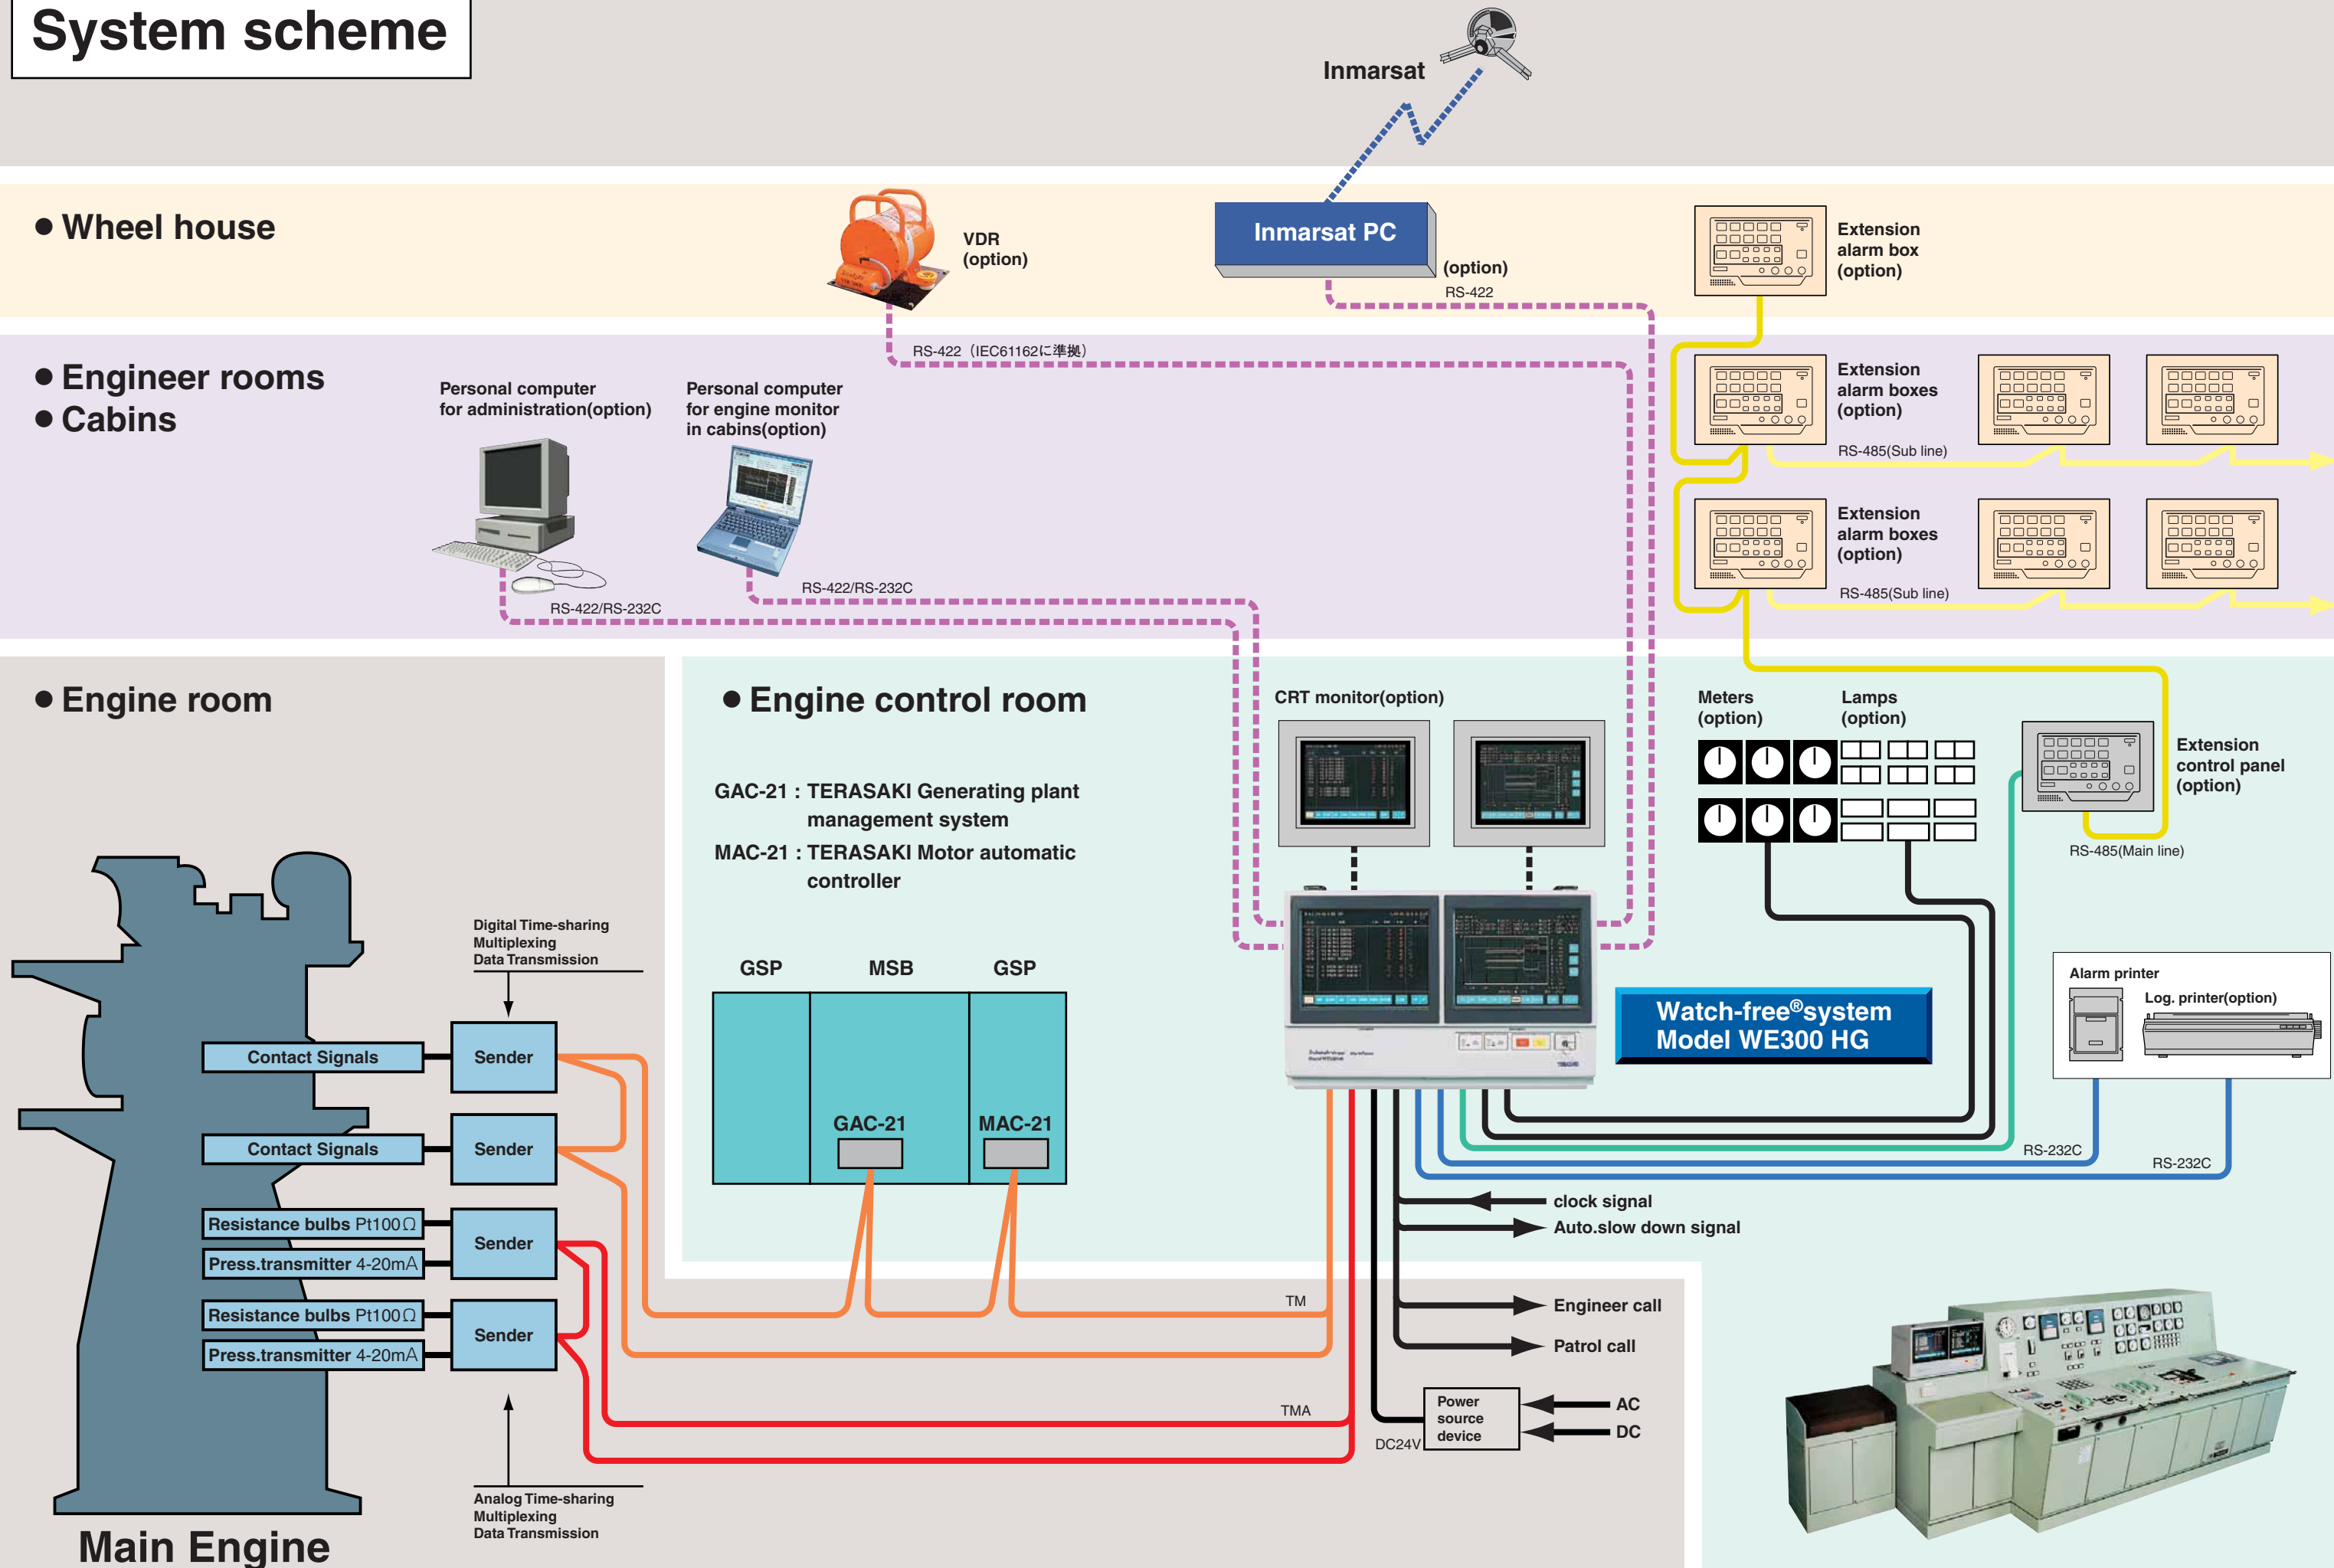 System scheme
Inmarsat
● Wheel house
VDR
(option)
Inmarsat PC
(option)
RS-422
Extension
alarm box
(option)
RS-422（IEC61162に準拠）
● Engineer rooms
● Cabins
Personal computer
for administration(option)
Personal computer
for engine monitor
in cabins(option)
RS-422/RS-232C
RS-422/RS-232C
Extension
alarm boxes
(option)
RS-485(Sub line)
Extension
alarm boxes
(option)
RS-485(Sub line)
● Engine room
● Engine control room
GAC-21 : TERASAKI Generating plant
management system
MAC-21 : TERASAKI Motor automatic
controller
CRT monitor(option)
Meters
(option)
Lamps
(option)
Extension
control panel
(option)
RS-485(Main line)
Digital Time-sharing
Multiplexing
Data Transmission
GSP
MSB
GSP
GAC-21
MAC-21
Watch-free®system
Model WE300 HG
Alarm printer
Log. printer(option)
RS-232C
RS-232C
Contact Signals
Sender
Contact Signals
Sender
Resistance bulbs Pt100Ω
Press.transmitter 4-20mA
Sender
Resistance bulbs Pt100Ω
Press.transmitter 4-20mA
Sender
clock signal
Auto.slow down signal
Engineer call
Patrol call
TM
TMA
Power
source
device
AC
DC
DC24V
Analog Time-sharing
Multiplexing
Data Transmission
Main Engine